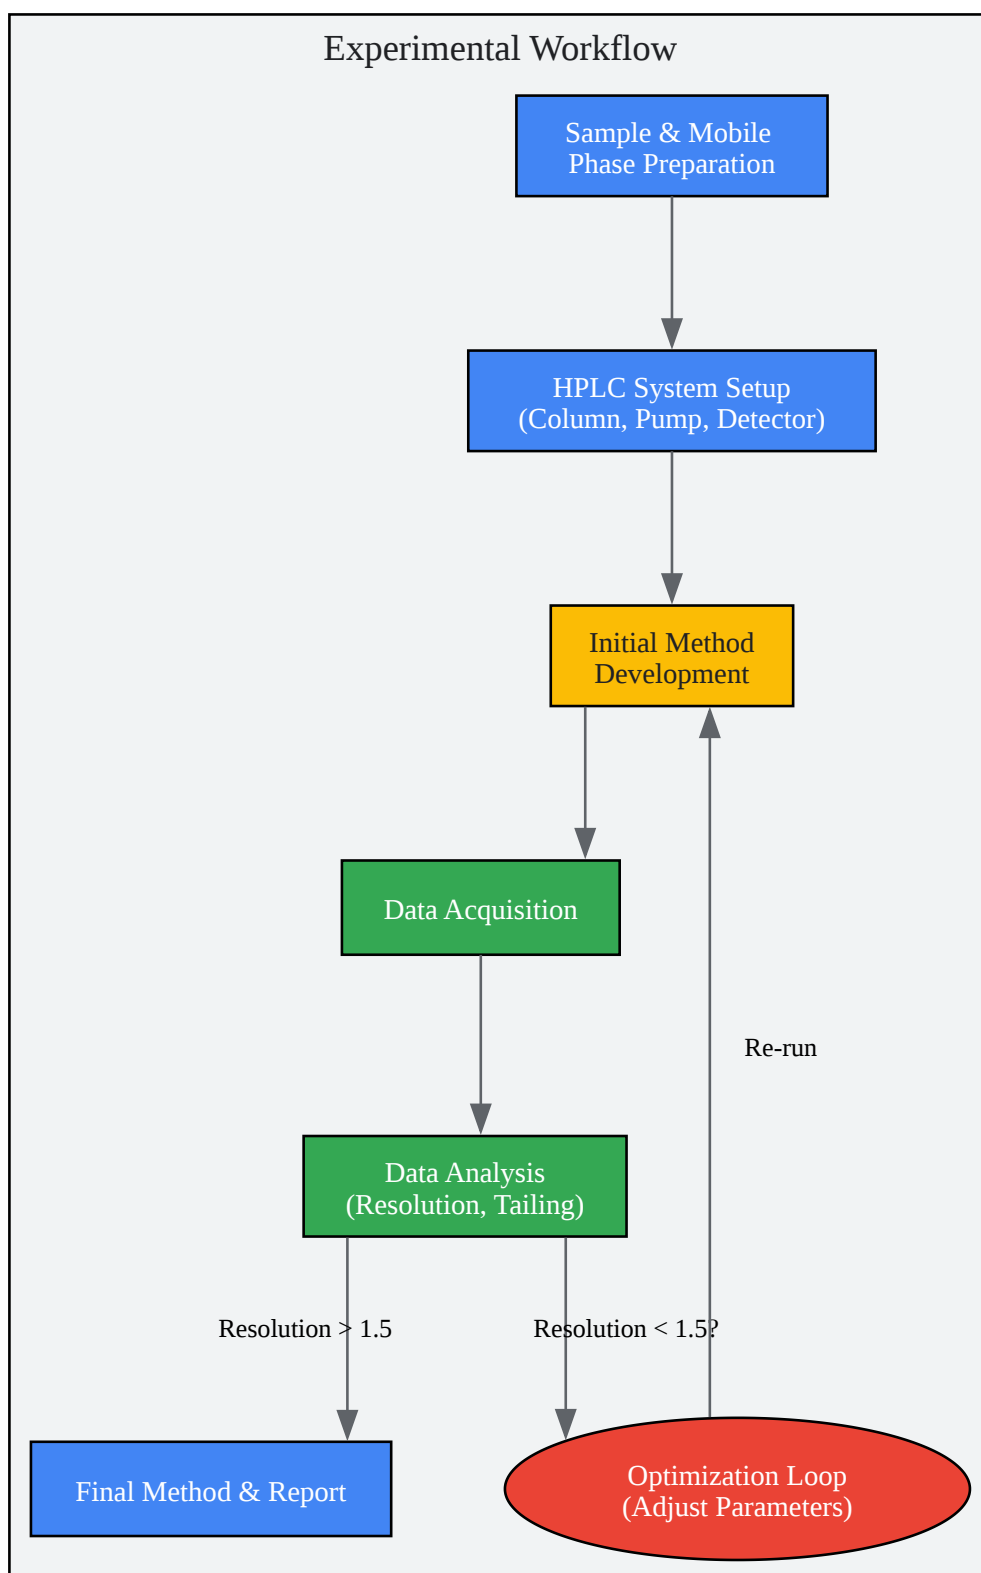 Experimental Workflow
Sample & Mobile
Phase Preparation
HPLC System Setup
(Column, Pump, Detector)
Initial Method
Development
Data Acquisition
Re-run
Data Analysis
(Resolution, Tailing)
Resolution > 1.5
Resolution < 1.5?
Final Method & Report
Optimization Loop
(Adjust Parameters)